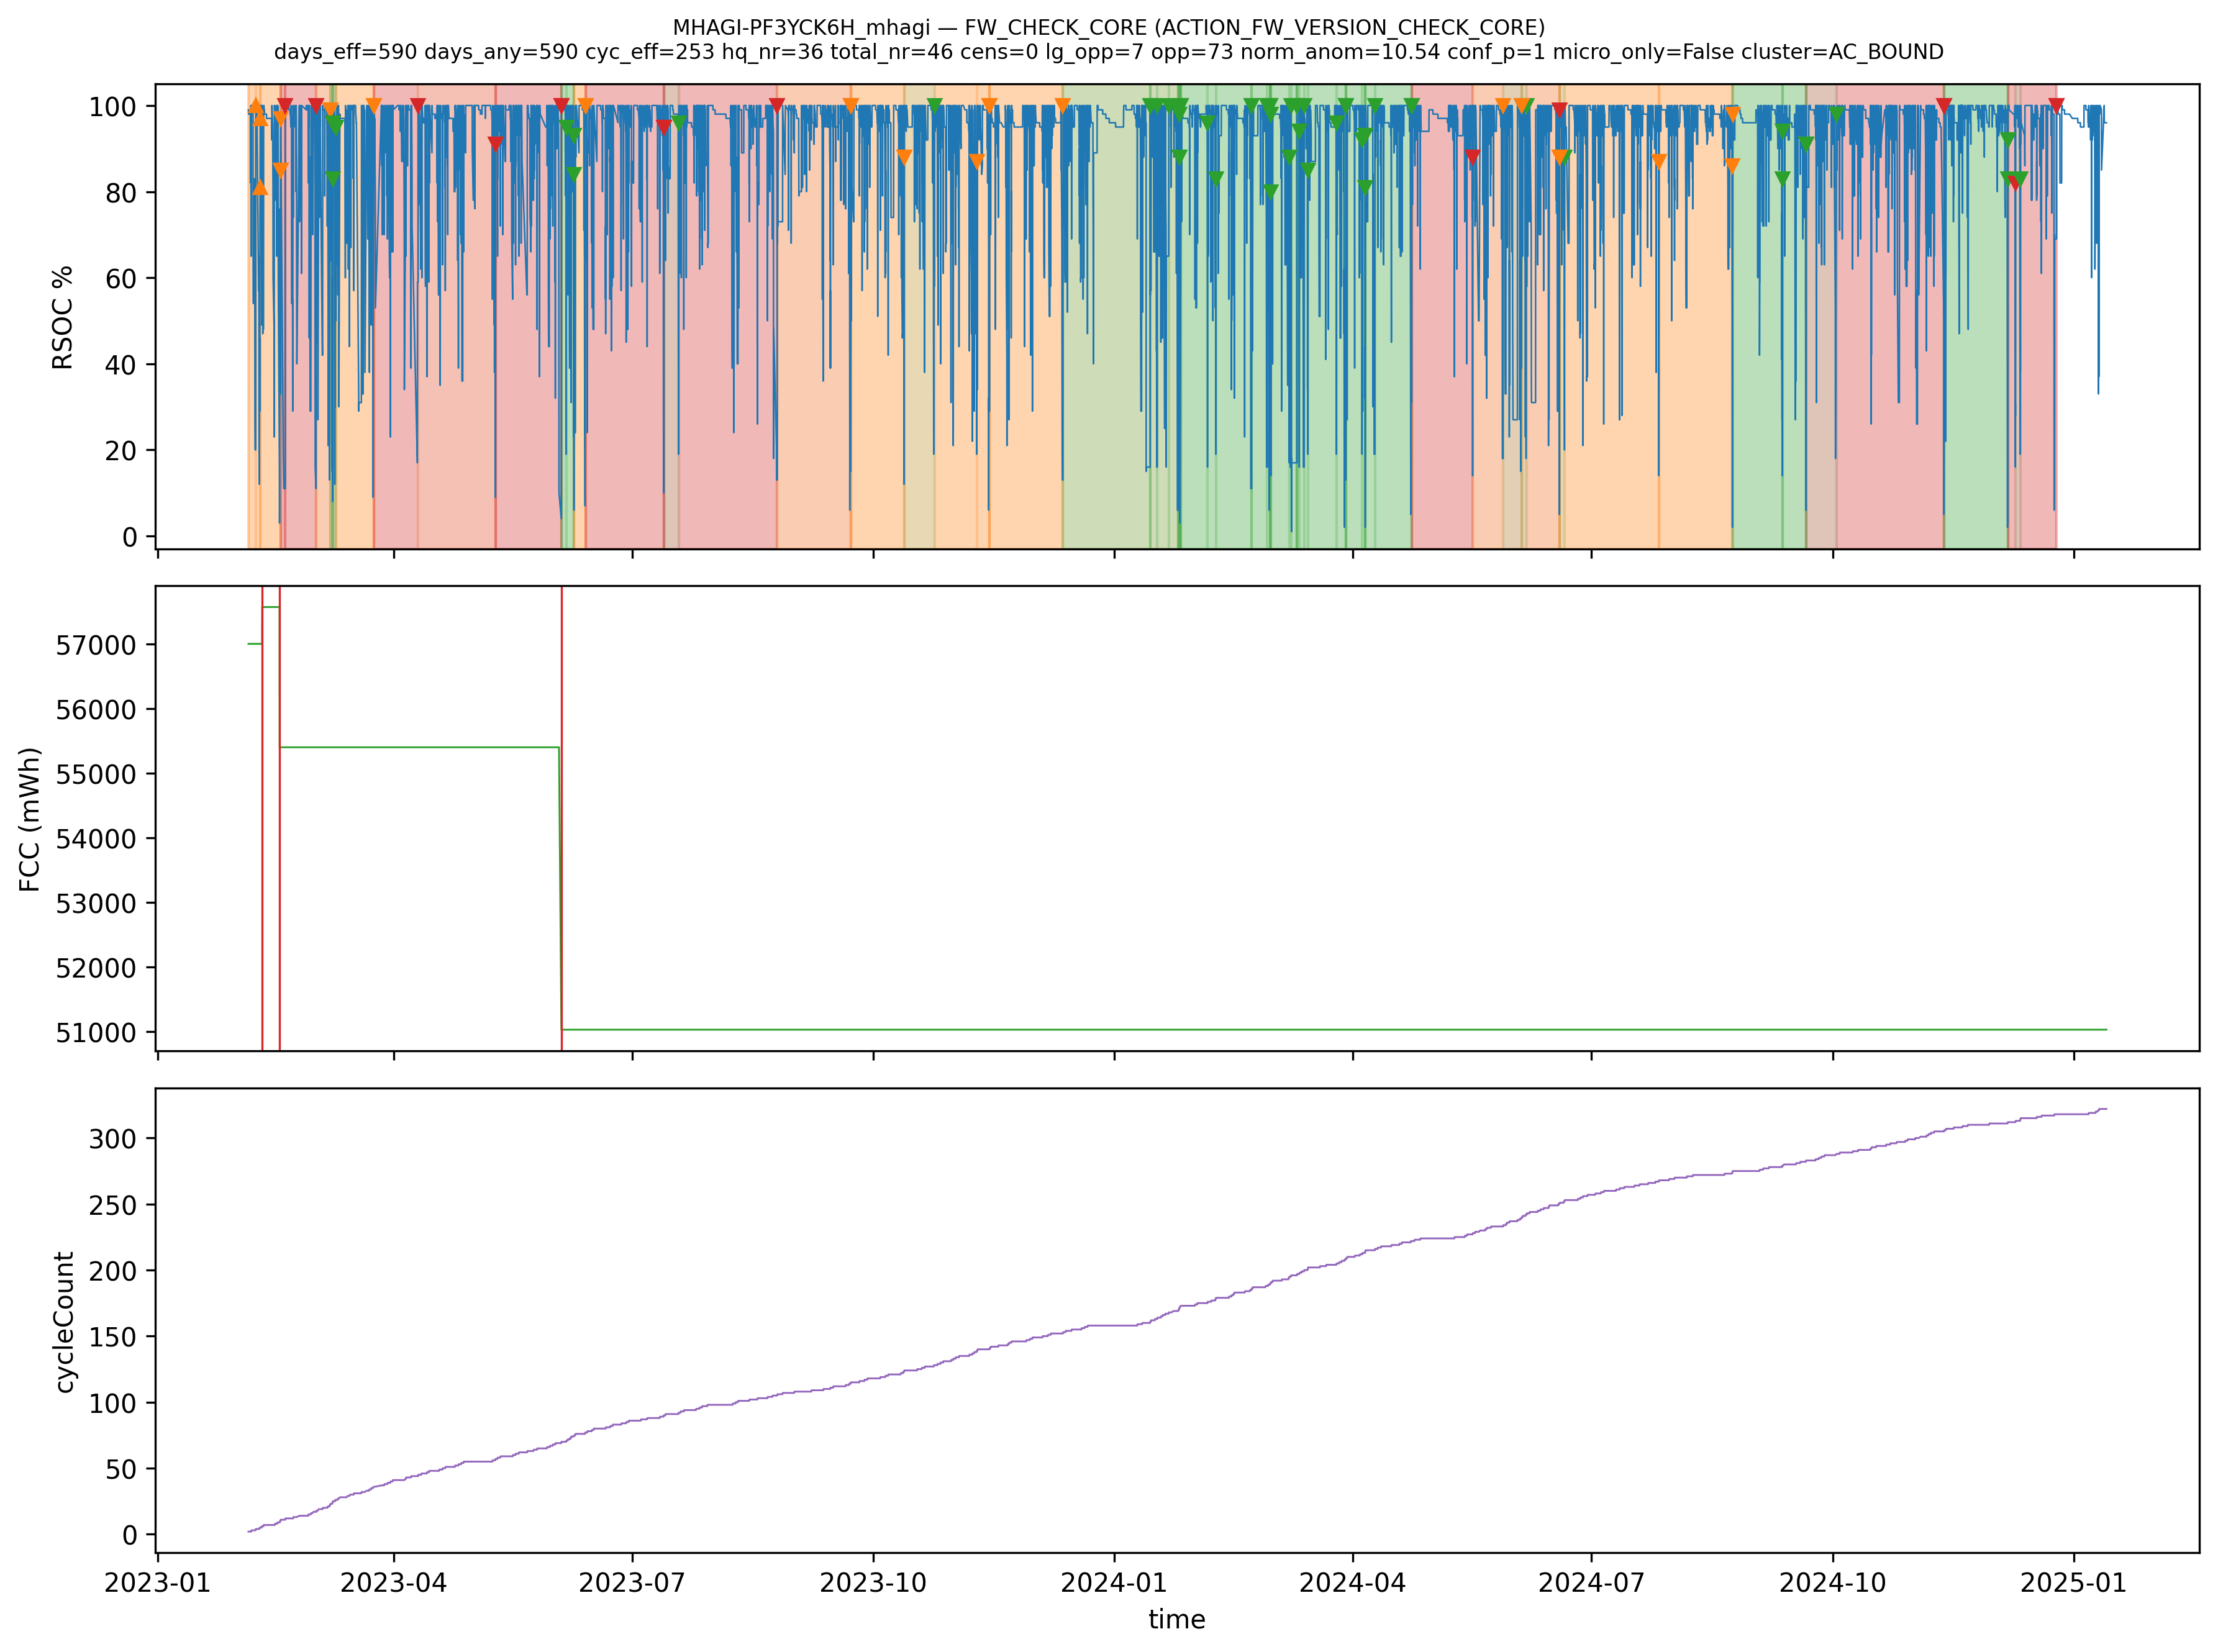 MHAGI-PF3YCK6H_mhagi — FW_CHECK_CORE (ACTION_FW_VERSION_CHECK_CORE)
days_eff=590 days_any=590 cyc_eff=253 hq_nr=36 total_nr=46 cens=0 lg_opp=7 opp=73 norm_anom=10.54 conf_p=1 micro_only=False cluster=AC_BOUND
100
80
60
40
20
0
RSOC %
57000
56000
55000
54000
53000
52000
51000
FCC (mWh)
300
250
200
150
100
50
0
cycleCount
2023-01 2023-04 2023-07 2023-10 2024-01 2024-04 2024-07 2024-10 2025-01
time